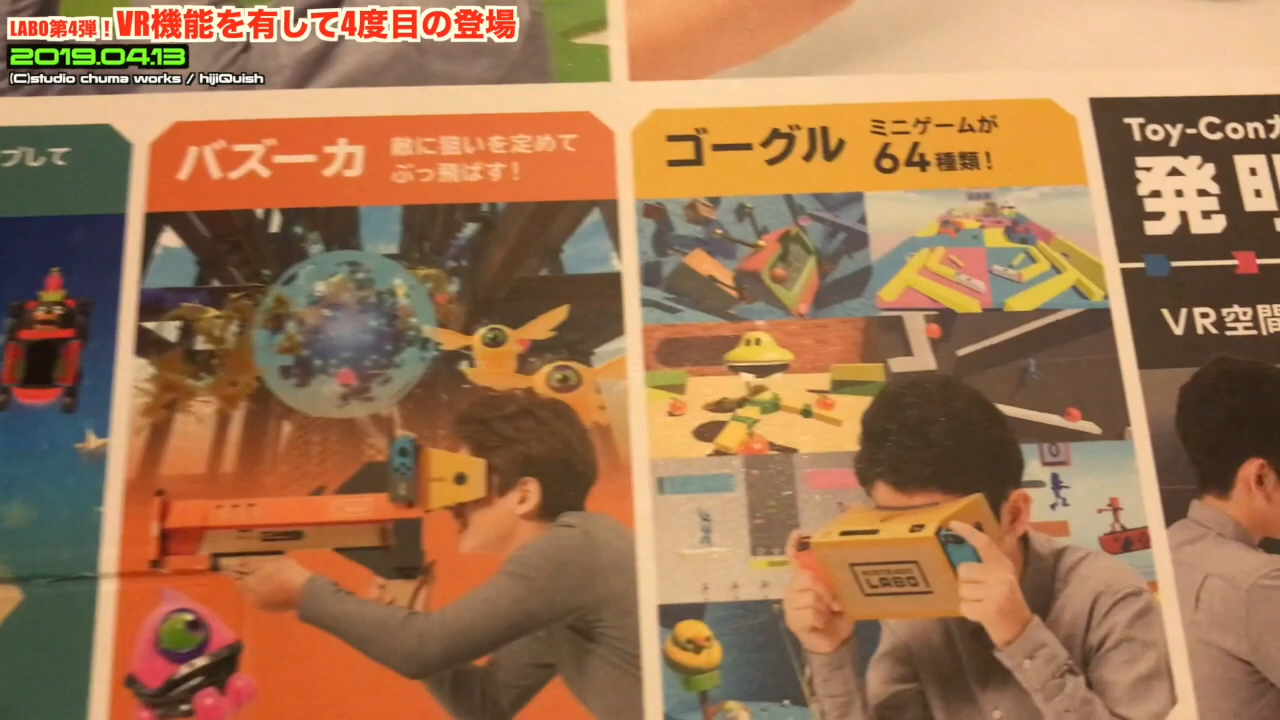 LABO第4弾！VR機能を有して4度目の登場
2019.04.13
(C)studio chuma works / hijiQuish
プして
バズーカ
敵に狙いを定めて
ぶっ飛ばす！
ゴーグル
ミニゲームが
64種類！
Toy-Con
発明
VR空間
NINTENDO
LABO